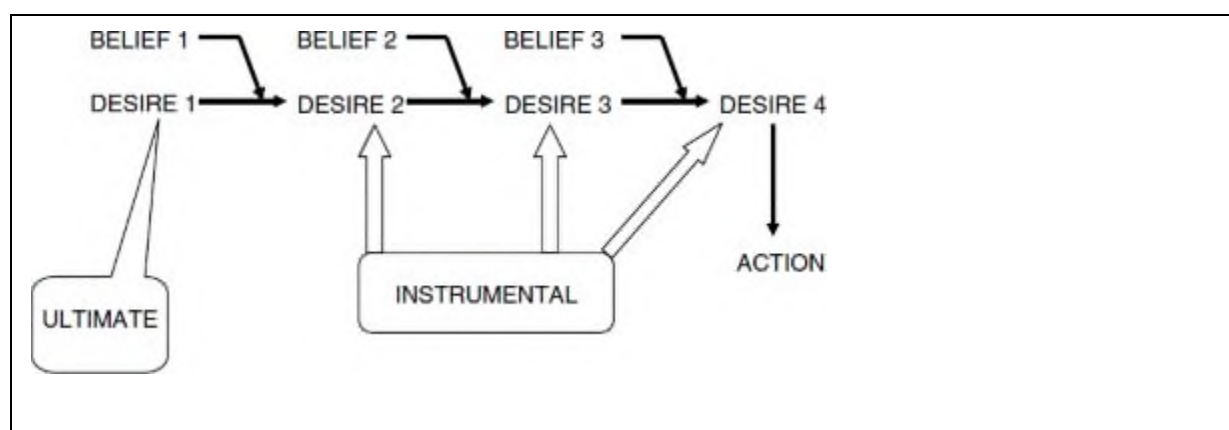 BELIEF 1 BELIEF 2 BELIEF 3
DESIRE 1 DESIRE 2 DESIRE 3 DESIRE 4
ACTION
INSTRUMENTAL
ULTIMATE